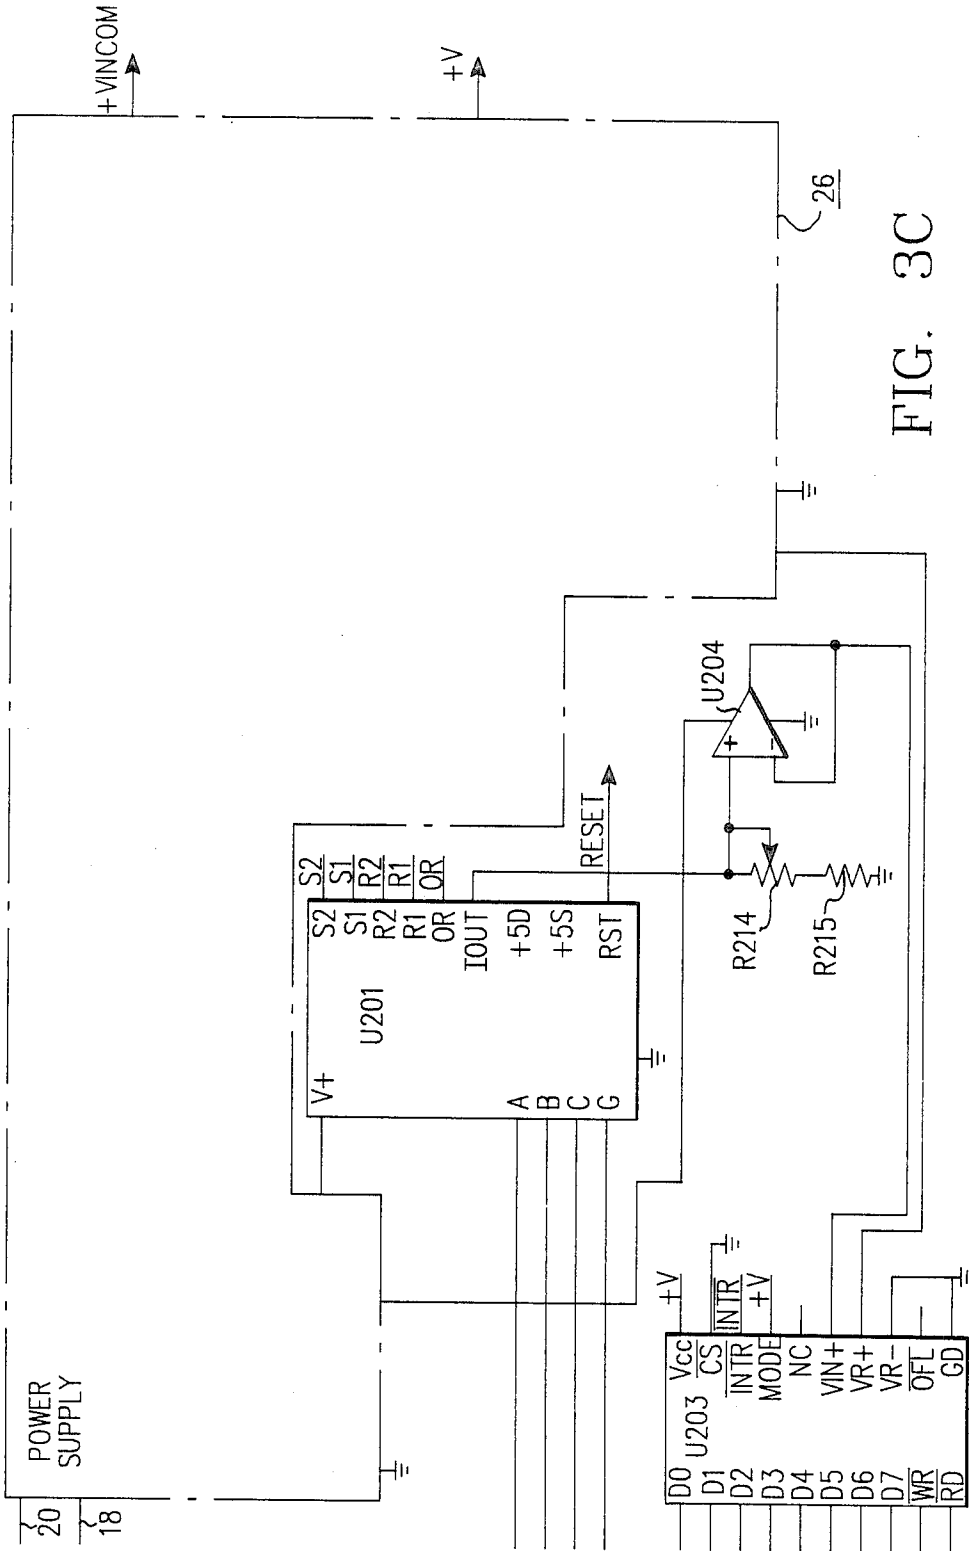 +VINCOM
+V
26
FIG. 3C
POWER
SUPPLY
20
18
U201
V+
A
B
C
G
S2
S1
R2
R1
OR
IOUT
+5D
+5S
RST
S2
S1
R2
R1
OR
RESET
U204
+
-
R214
R215
U203
D0
D1
D2
D3
D4
D5
D6
D7
WR
RD
Vcc
CS
INTR
MODE
NC
VIN+
VR+
VR-
OFL
GD
+V
INTR
+V